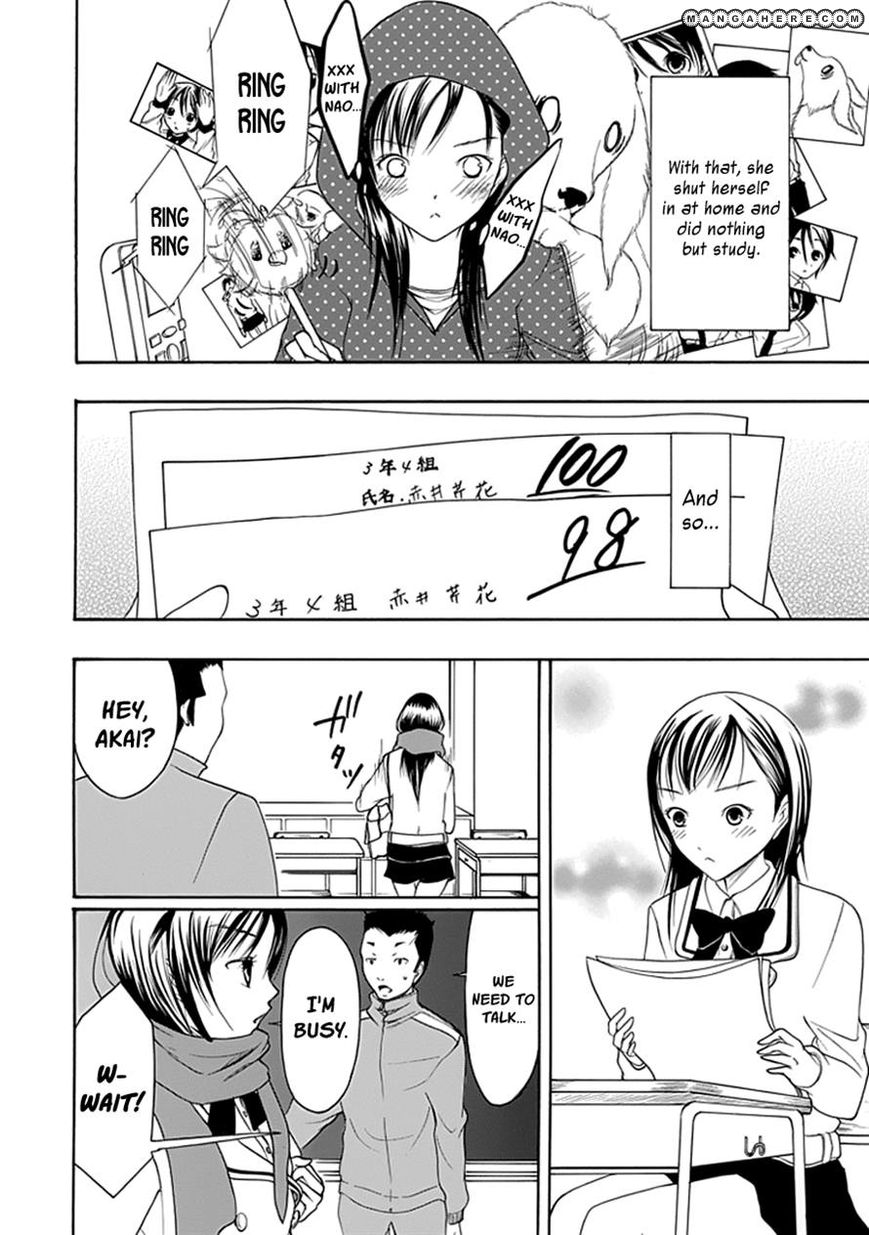 MANGAHERE.COM
With that, she
shut herself
in at home and
did nothing
but study.
XXX
WITH
NAO...
XXX
WITH
NAO...
RING
RING
RING
RING
And
so...
3年4組
氏名.赤井芹花
100
98
3年4組 赤井芹花
HEY,
AKAI?
ガタッ
WE
NEED TO
TALK...
I'M
BUSY.
W-
WAIT!